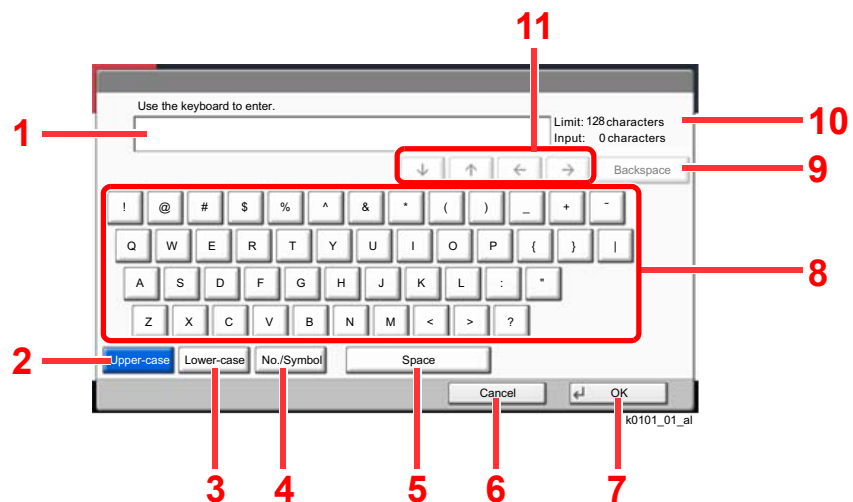 11
Use the keyboard to enter.
1
Limit: 128 characters
10
Input: 0 characters
↓ ↑ ← → Backspace
9
! @ # $ % ^ & * ( ) _ + ~
Q W E R T Y U I O P { } |
8
A S D F G H J K L : "
Z X C V B N M < > ?
2
Upper-case Lower-case No./Symbol Space
Cancel ↵ OK
k0101_01_al
3 4 5 6 7